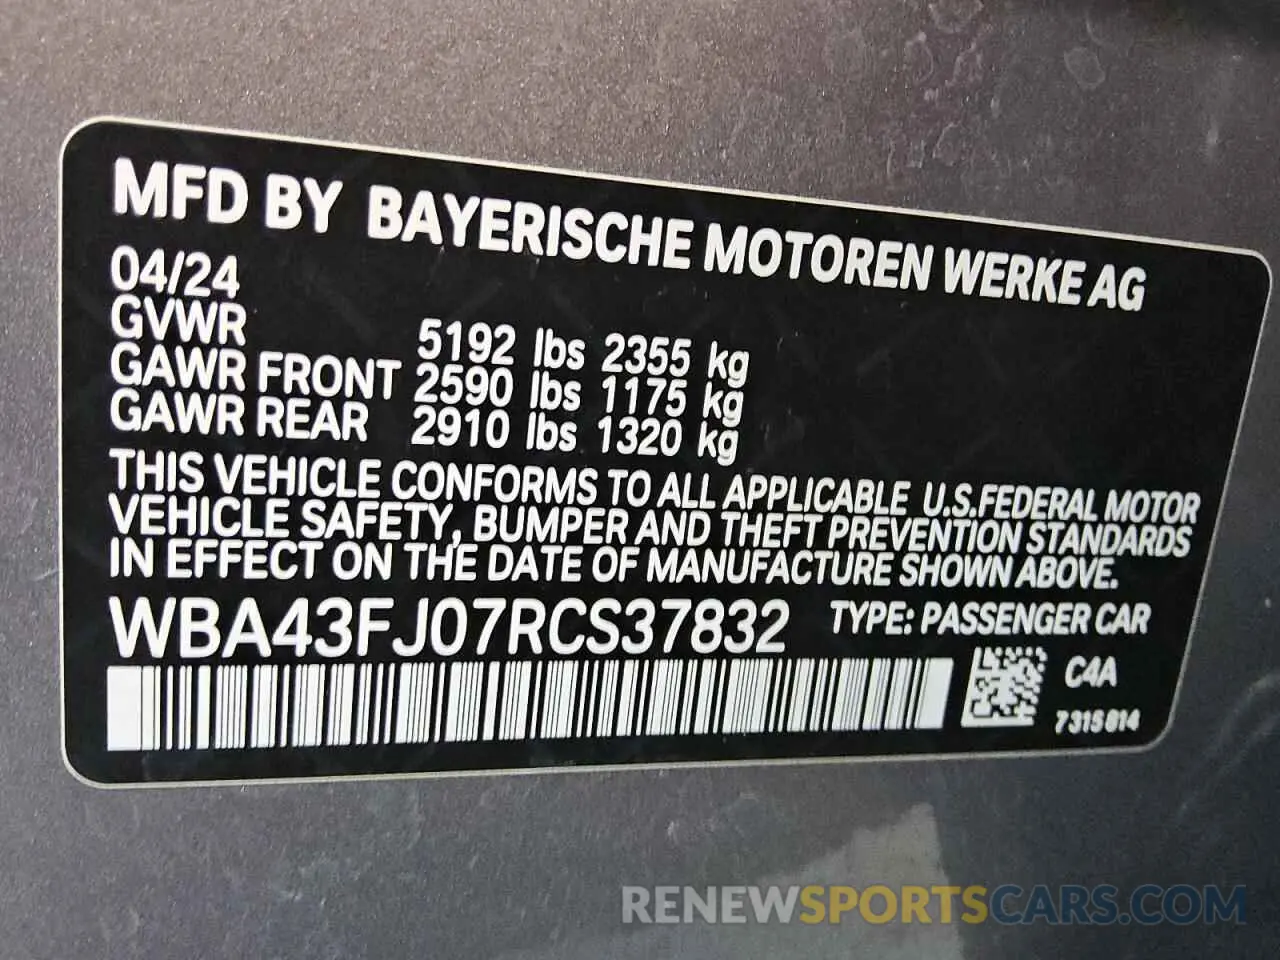 MFD BY BAYERISCHE MOTOREN WERKE AG
04/24
GVWR 5192 lbs 2355 kg
GAWR FRONT 2590 lbs 1175 kg
GAWR REAR 2910 lbs 1320 kg
THIS VEHICLE CONFORMS TO ALL APPLICABLE U.S.FEDERAL MOTOR
VEHICLE SAFETY, BUMPER AND THEFT PREVENTION STANDARDS
IN EFFECT ON THE DATE OF MANUFACTURE SHOWN ABOVE.
WBA43FJ07RCS37832 TYPE: PASSENGER CAR
C4A
7315814
RENEWSPORTSCARS.COM